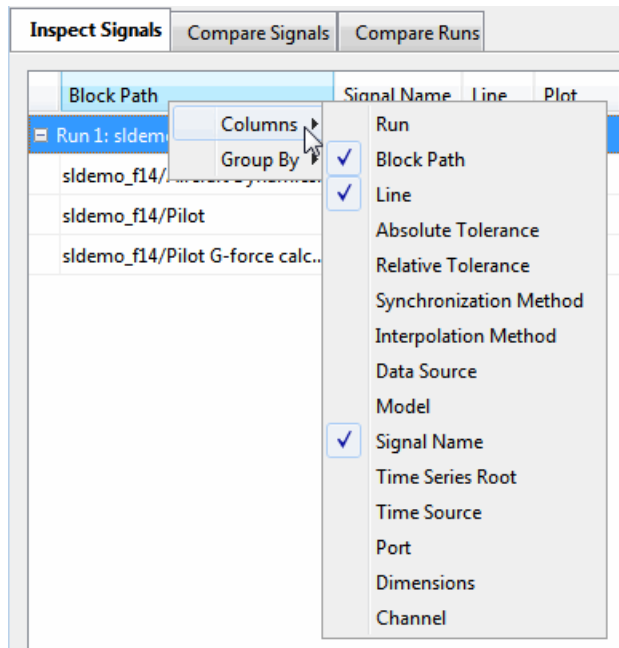 Inspect Signals Compare Signals Compare Runs
Block Path Signal Name Line Plot
Columns Run
Run 1: sldem
Group By Block Path
sldemo_f14/ Line
sldemo_f14/Pilot Absolute Tolerance
sldemo_f14/Pilot G-force calc.. Relative Tolerance
Synchronization Method
Interpolation Method
Data Source
Model
Signal Name
Time Series Root
Time Source
Port
Dimensions
Channel